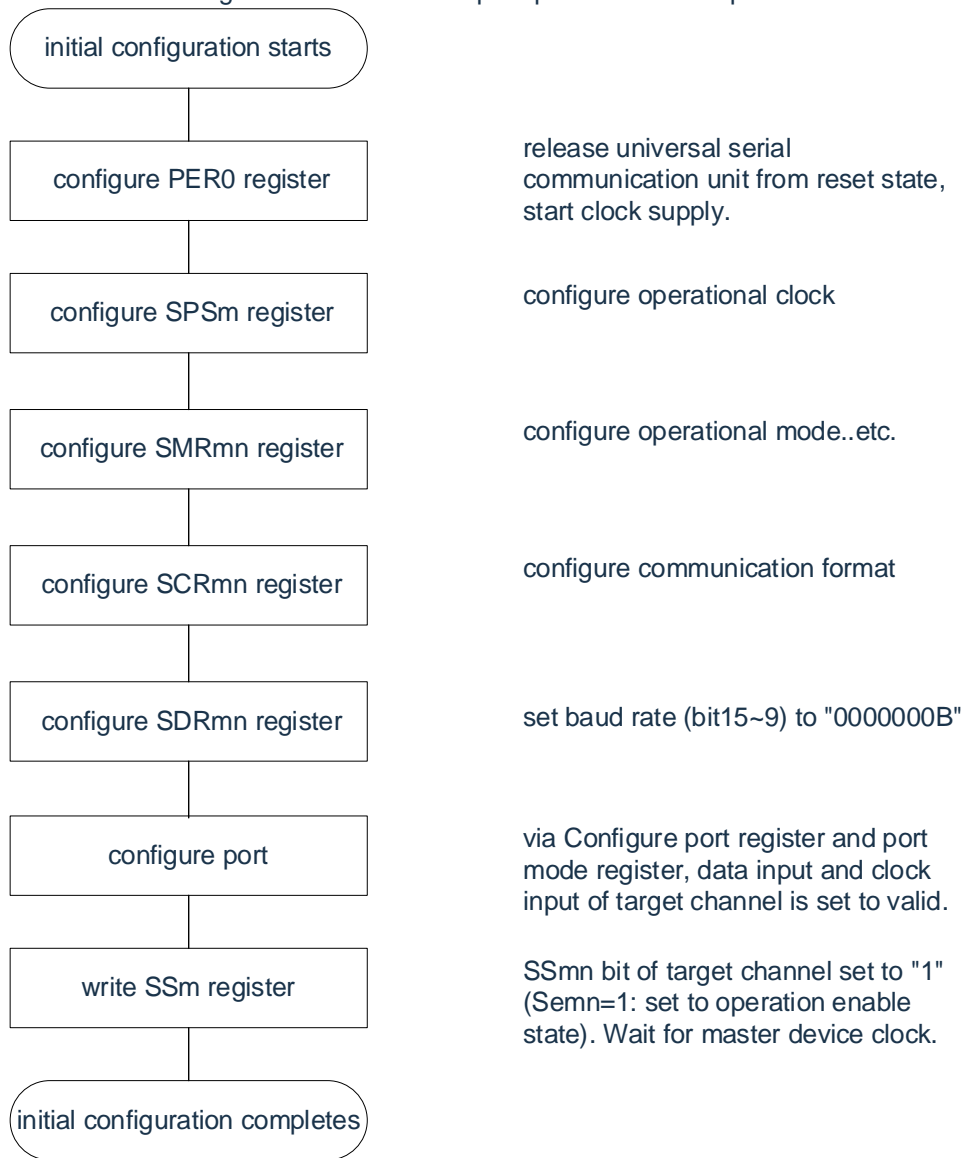 initial configuration starts
configure PER0 register
release universal serial
communication unit from reset state,
start clock supply.
configure SPSm register
configure operational clock
configure SMRmn register
configure operational mode..etc.
configure SCRmn register
configure communication format
configure SDRmn register
set baud rate (bit15~9) to "0000000B"
configure port
via Configure port register and port
mode register, data input and clock
input of target channel is set to valid.
write SSm register
SSmn bit of target channel set to "1"
(Semn=1: set to operation enable
state). Wait for master device clock.
initial configuration completes